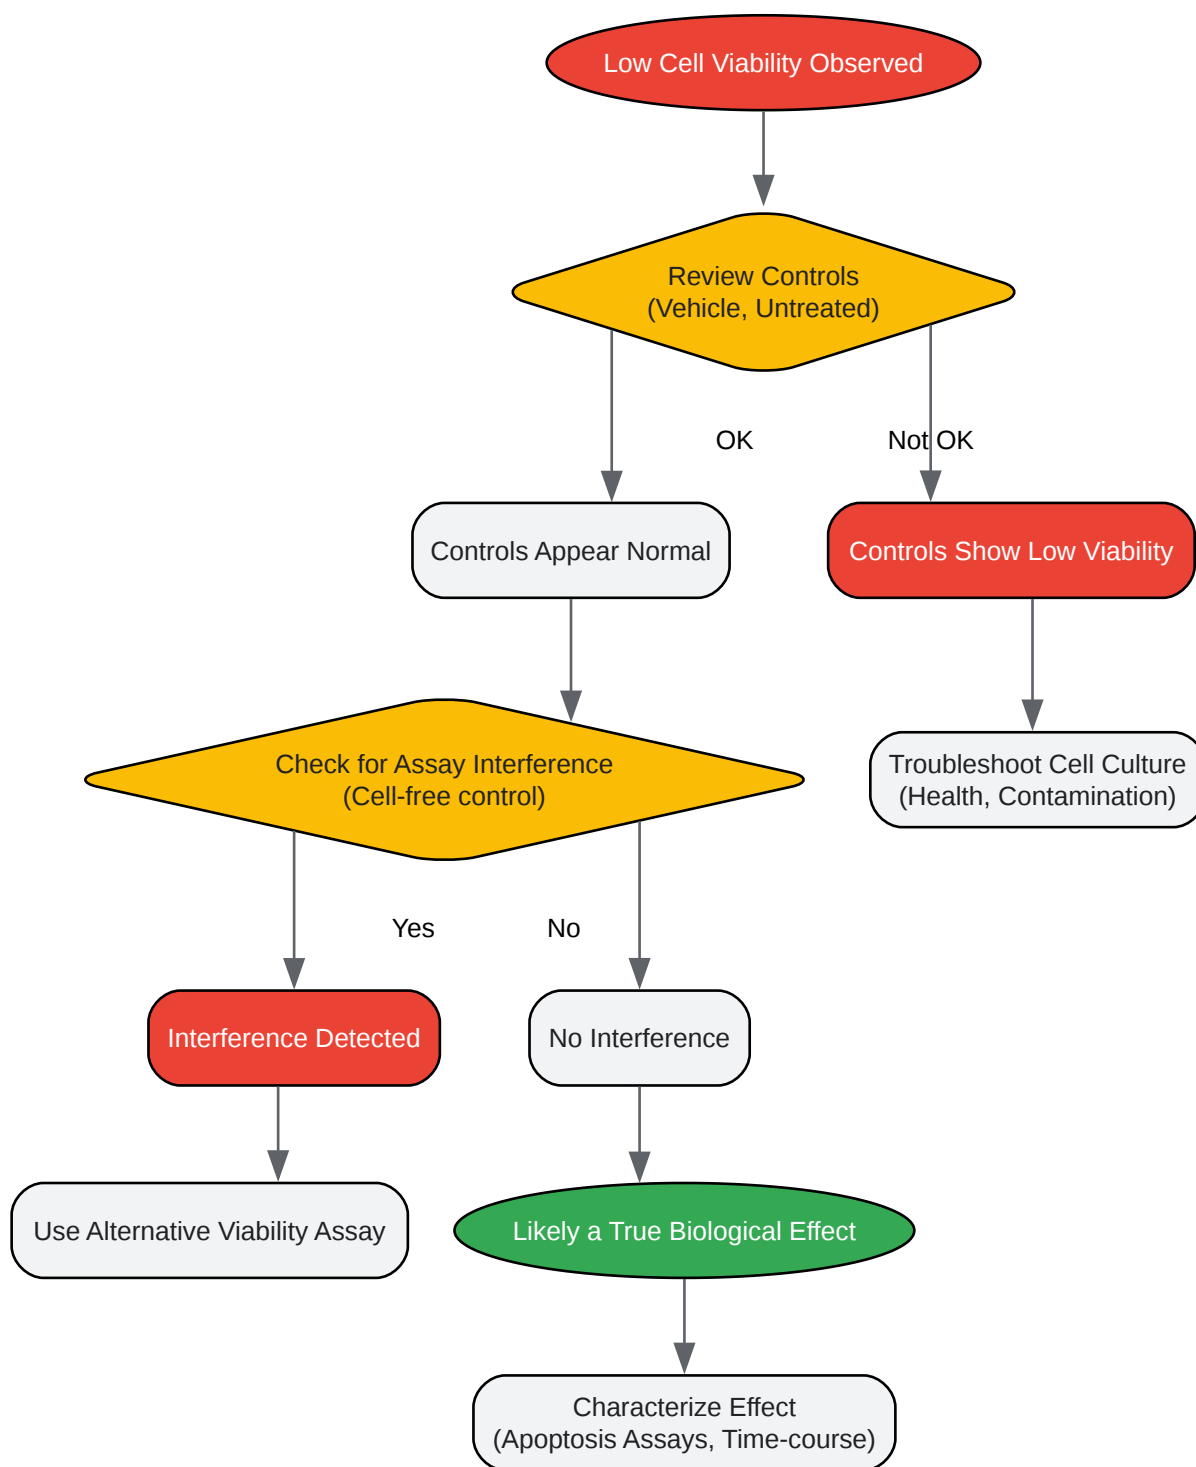 Low Cell Viability Observed
Review Controls
(Vehicle, Untreated)
OK
Not OK
Controls Appear Normal
Controls Show Low Viability
Check for Assay Interference
(Cell-free control)
Troubleshoot Cell Culture
(Health, Contamination)
Yes
No
Interference Detected
No Interference
Use Alternative Viability Assay
Likely a True Biological Effect
Characterize Effect
(Apoptosis Assays, Time-course)